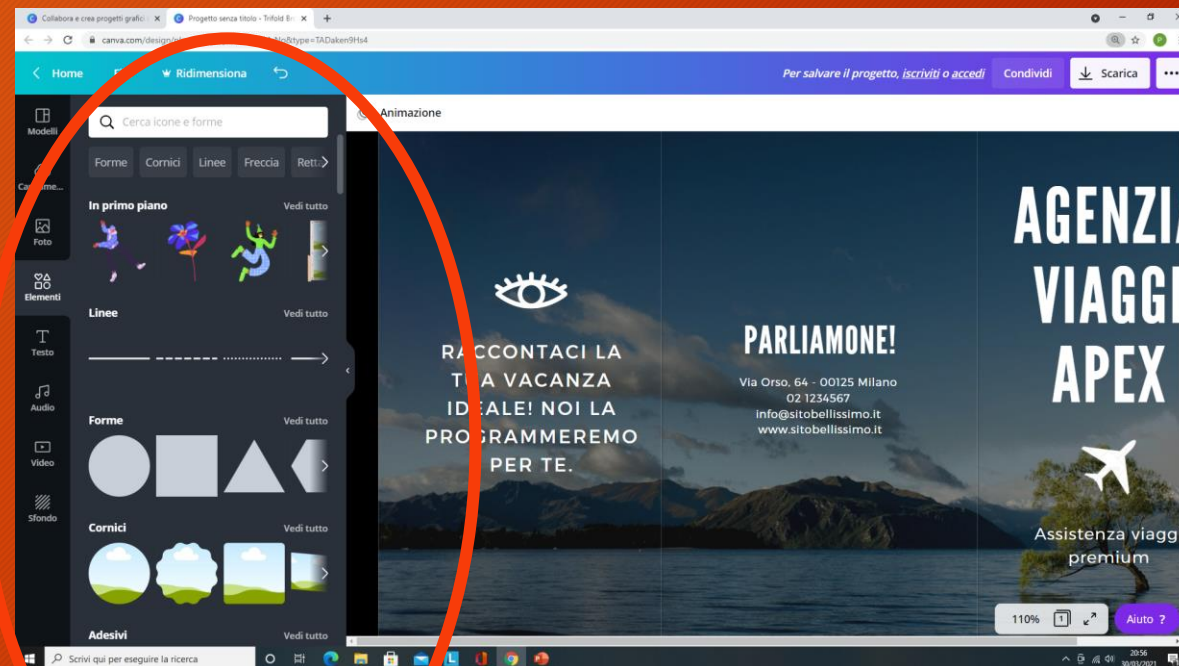 Collabora e crea progetti grafici
Progetto senza titolo - Trifold Br
canva.com/design/
&type=TADaken9Hs4
Home
Ridimensiona
Per salvare il progetto, iscriviti o accedi
Condividi
Scarica
Modelli
Foto
Elementi
Testo
Audio
Video
Sfondo
Cerca icone e forme
Forme Cornici Linee Freccia Retta
In primo piano Vedi tutto
Linee Vedi tutto
Forme Vedi tutto
Cornici Vedi tutto
Adesivi Vedi tutto
Animazione
RACCONTACI LA
TUA VACANZA
IDEALE! NOI LA
PROGRAMMEREMO
PER TE.
PARLIAMONE!
Via Orso, 64 - 00125 Milano
02 1234567
info@sitobellissimo.it
www.sitobellissimo.it
AGENZIA
VIAGGI
APEX
Assistenza viagg
premium
110%
1
Aiuto ?
Scrivi qui per eseguire la ricerca
20:56
30/03/2021